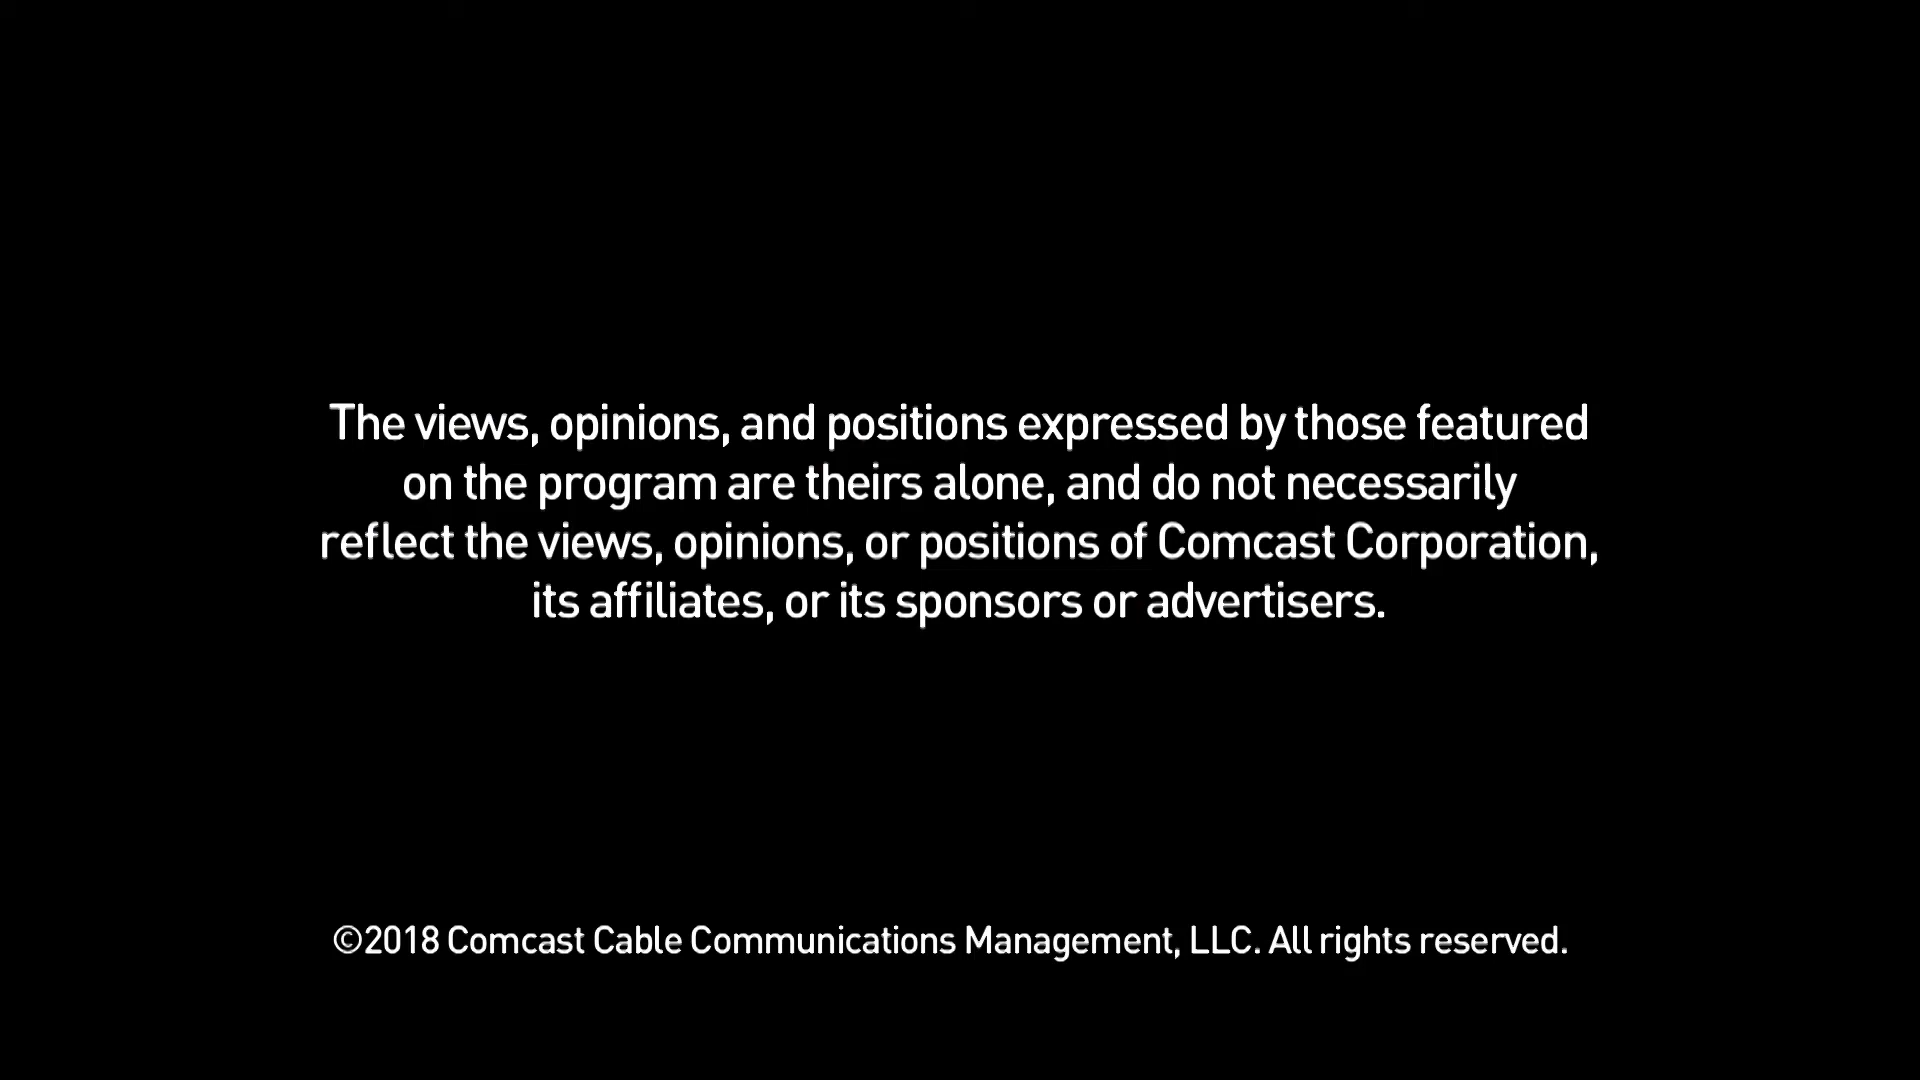 The views, opinions, and positions expressed by those featured
on the program are theirs alone, and do not necessarily
reflect the views, opinions, or positions of Comcast Corporation,
its affiliates, or its sponsors or advertisers.
©2018 Comcast Cable Communications Management, LLC. All rights reserved.